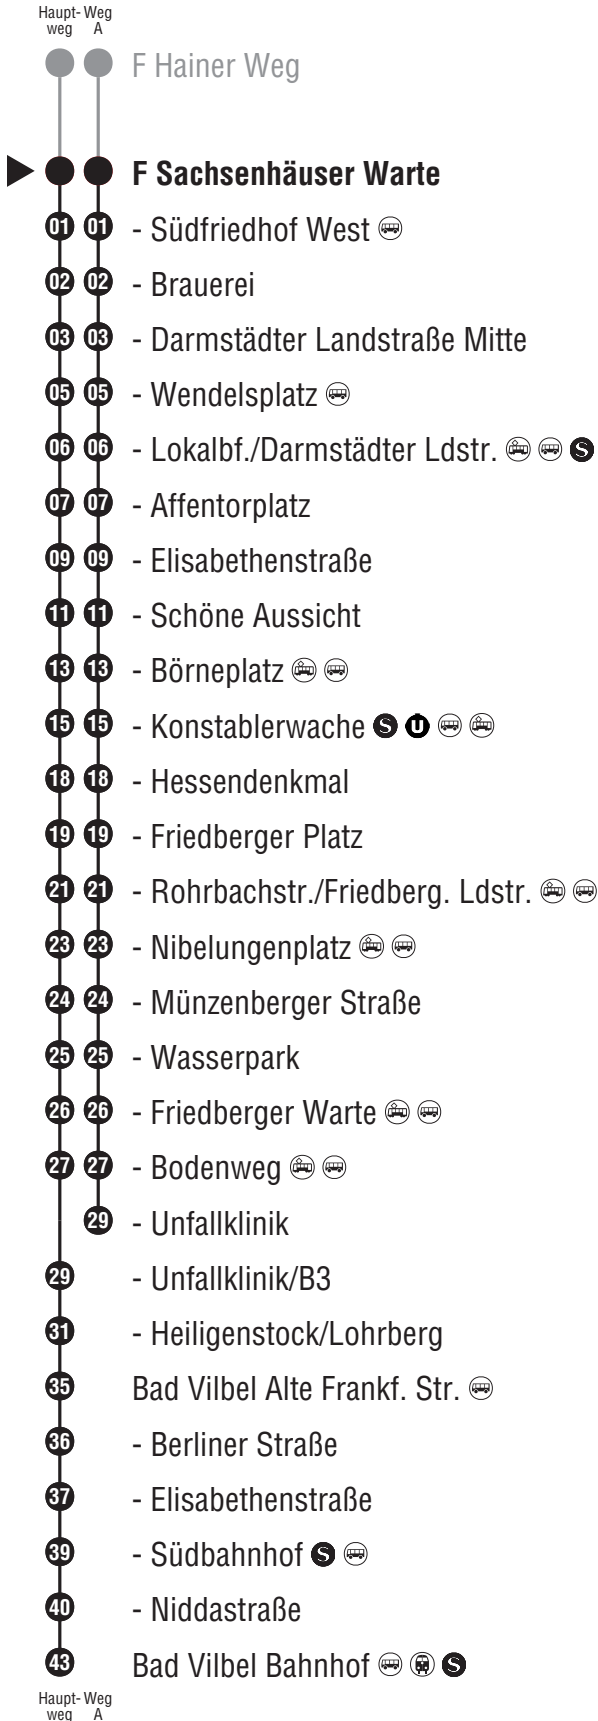 Haupt- Weg
weg A
F Hainer Weg
F Sachsenhäuser Warte
01 01 - Südfriedhof West
02 02 - Brauerei
03 03 - Darmstädter Landstraße Mitte
05 05 - Wendelsplatz
06 06 - Lokalbf./Darmstädter Ldstr. S
07 07 - Affentorplatz
09 09 - Elisabethenstraße
11 11 - Schöne Aussicht
13 13 - Börneplatz
15 15 - Konstablerwache S U
18 18 - Hessendenkmal
19 19 - Friedberger Platz
21 21 - Rohrbachstr./Friedberg. Ldstr.
23 23 - Nibelungenplatz
24 24 - Münzenberger Straße
25 25 - Wasserpark
26 26 - Friedberger Warte
27 27 - Bodenweg
29 - Unfallklinik
29 - Unfallklinik/B3
31 - Heiligenstock/Lohrberg
35 Bad Vilbel Alte Frankf. Str.
36 - Berliner Straße
37 - Elisabethenstraße
39 - Südbahnhof S
40 - Niddastraße
43 Bad Vilbel Bahnhof S
Haupt- Weg
weg A